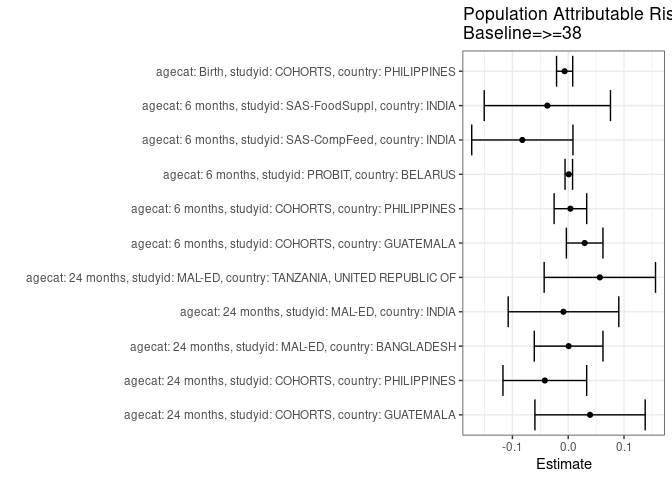 Population Attributable Ris
Baseline=>=38
agecat: Birth, studyid: COHORTS, country: PHILIPPINES
agecat: 6 months, studyid: SAS-FoodSuppl, country: INDIA
agecat: 6 months, studyid: SAS-CompFeed, country: INDIA
agecat: 6 months, studyid: PROBIT, country: BELARUS
agecat: 6 months, studyid: COHORTS, country: PHILIPPINES
agecat: 6 months, studyid: COHORTS, country: GUATEMALA
agecat: 24 months, studyid: MAL-ED, country: TANZANIA, UNITED REPUBLIC OF
agecat: 24 months, studyid: MAL-ED, country: INDIA
agecat: 24 months, studyid: MAL-ED, country: BANGLADESH
agecat: 24 months, studyid: COHORTS, country: PHILIPPINES
agecat: 24 months, studyid: COHORTS, country: GUATEMALA
-0.1 0.0 0.1
Estimate